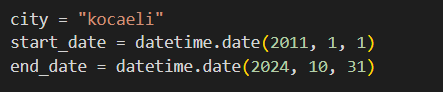 city = "kocaeli"
start_date = datetime.date(2011, 1, 1)
end_date = datetime.date(2024, 10, 31)